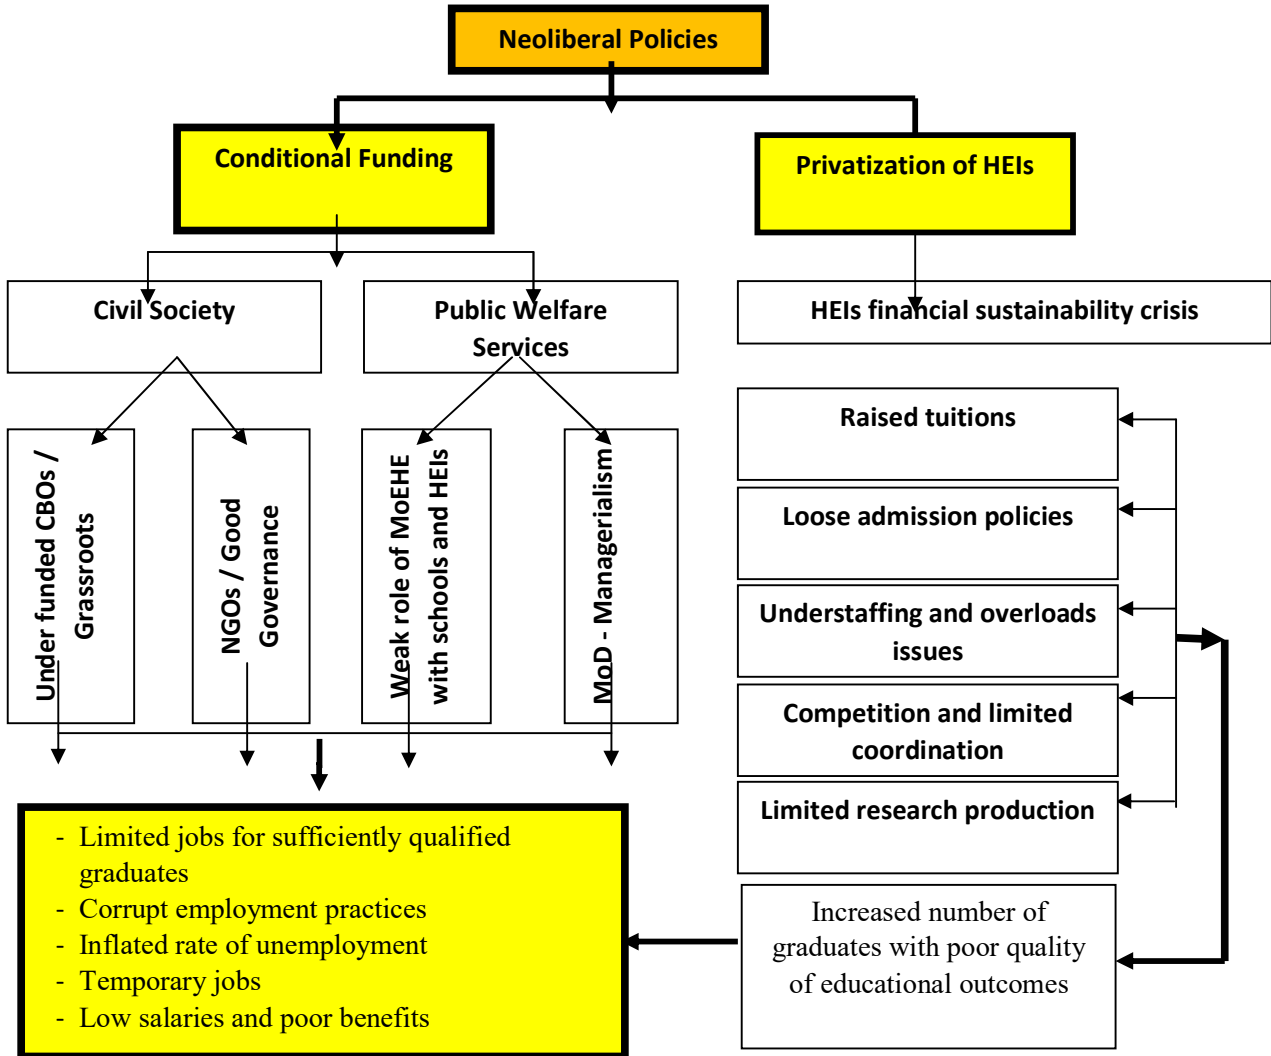 Neoliberal Policies
Conditional Funding
Privatization of HEIs
Civil Society
Public Welfare
Services
HEIs financial sustainability crisis
Under funded CBOs /
Grassroots
NGOs / Good
Governance
Weak role of MoEHE
with schools and HEIs
MoD - Managerialism
Raised tuitions
Loose admission policies
Understaffing and overloads
issues
Competition and limited
coordination
Limited research production
- Limited jobs for sufficiently qualified
graduates
- Corrupt employment practices
- Inflated rate of unemployment
- Temporary jobs
- Low salaries and poor benefits
Increased number of
graduates with poor quality
of educational outcomes